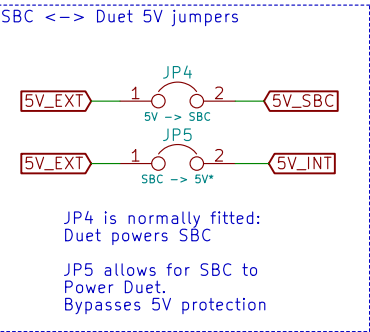 SBC <-> Duet 5V jumpers
JP4
5V_EXT 1 2 5V_SBC
5V -> SBC
JP5
5V_EXT 1 2 5V_INT
SBC -> 5V*
JP4 is normally fitted:
Duet powers SBC
JP5 allows for SBC to
Power Duet.
Bypasses 5V protection